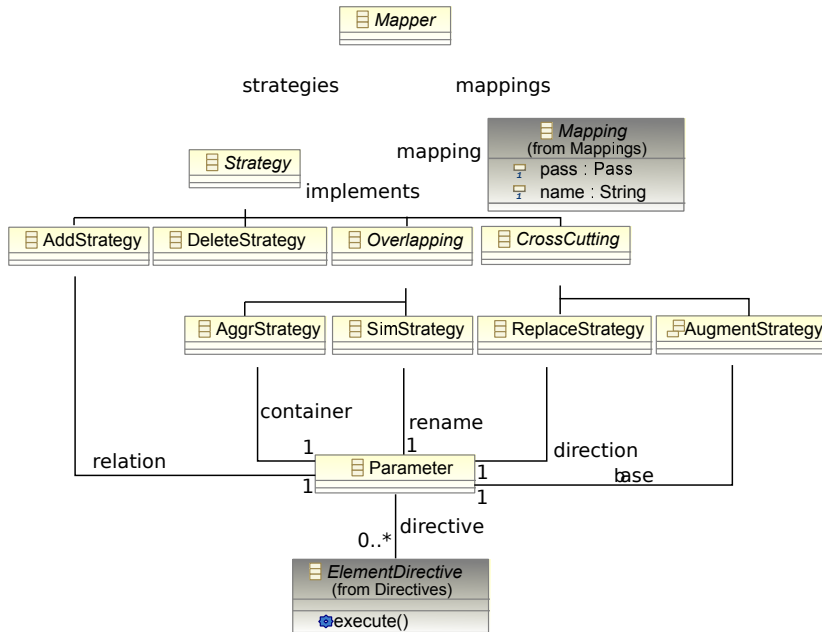 Mapper
strategies
mappings
Mapping
(from Mappings)
pass : Pass
name : String
mapping
Strategy
implements
AddStrategy
DeleteStrategy
Overlapping
CrossCutting
AggrStrategy
SimStrategy
ReplaceStrategy
AugmentStrategy
container
rename
direction
relation
base
1
1
1
1
1
Parameter
directive
0..*
ElementDirective
(from Directives)
execute()